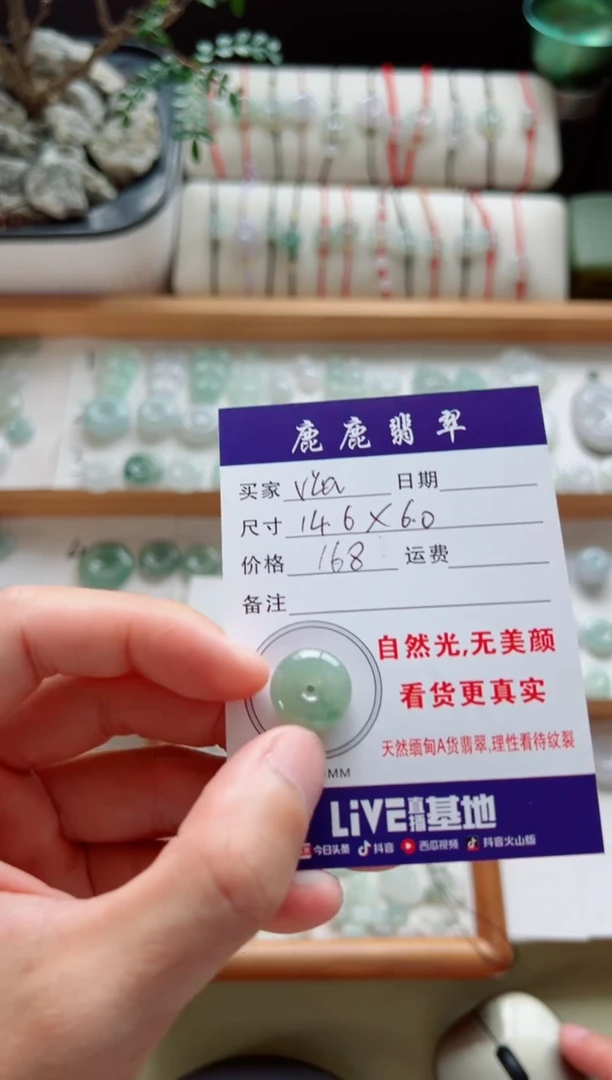 鹿鹿翡翠
买家 日期
尺寸 14.6×6.0
价格 168 运费
备注
自然光,无美颜
看货更真实
天然缅甸A货翡翠,理性看待纹裂
MM
LiVE直播基地
今日头条 抖音 西瓜视频 抖音火山版